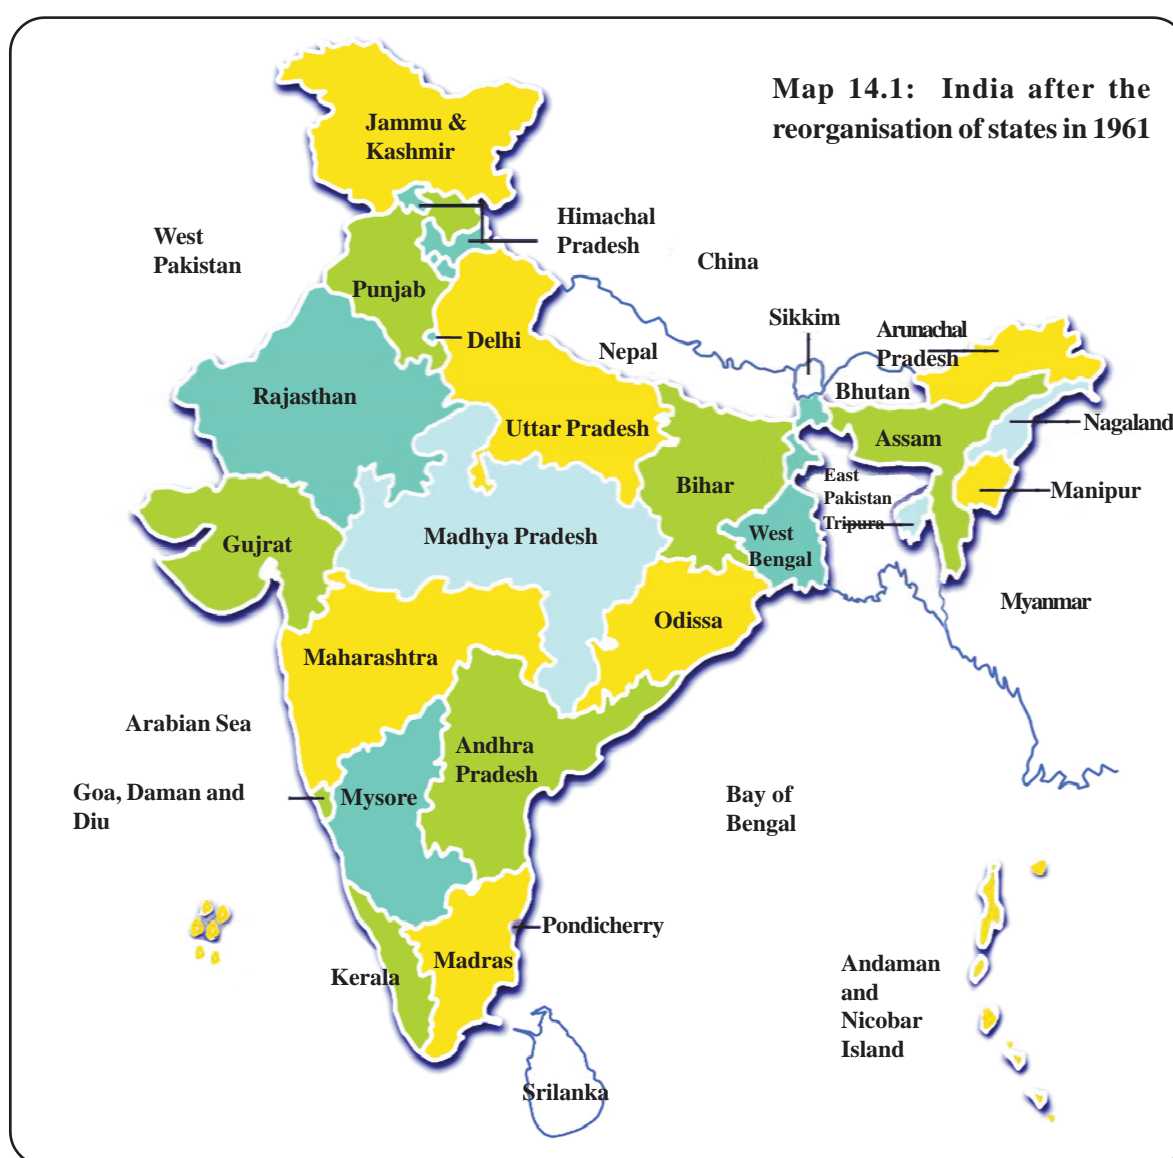 Map 14.1: India after the
reorganisation of states in 1961
Jammu &
Kashmir
West
Pakistan
Himachal
Pradesh
China
Punjab
Delhi
Nepal
Sikkim
Arunachal
Pradesh
Bhutan
Rajasthan
Uttar Pradesh
Assam
Nagaland
Bihar
East
Pakistan
Manipur
Tripura
Gujrat
Madhya Pradesh
West
Bengal
Myanmar
Odissa
Maharashtra
Arabian Sea
Andhra
Pradesh
Goa, Daman and
Diu
Mysore
Bay of
Bengal
Pondicherry
Kerala
Madras
Andaman
and
Nicobar
Island
Srilanka